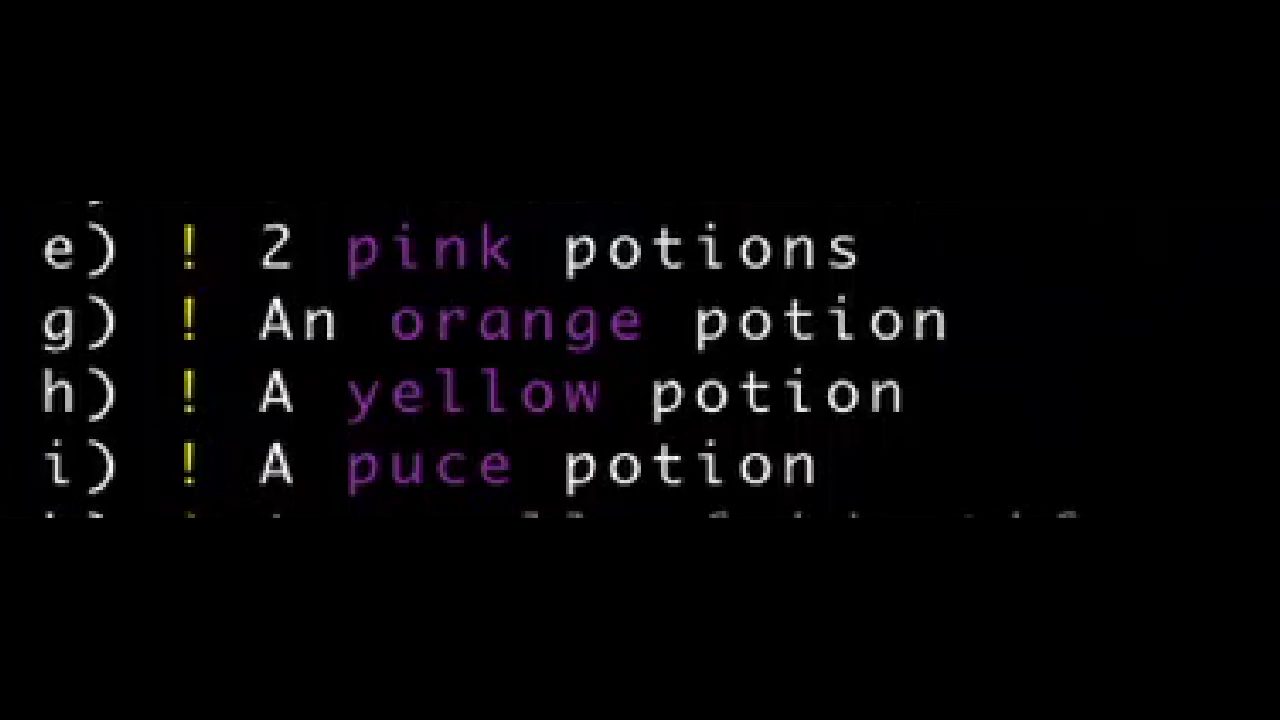 e) ! 2 pink potions
g) ! An orange potion
h) ! A yellow potion
i) ! A puce potion